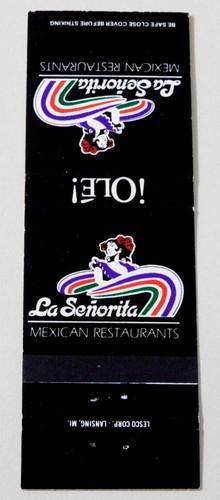 BE SAFE CLOSE COVER BEFORE STRIKING
MEXICAN RESTAURANTS
La Señorita
¡OLÉ!
La Señorita
MEXICAN RESTAURANTS
LESCO CORP. - LANSING, MI.